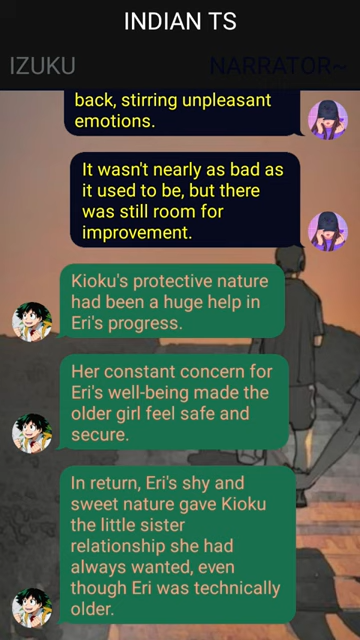 INDIAN TS
IZUKU
NARRATOR~
back, stirring unpleasant
emotions.
It wasn't nearly as bad as
it used to be, but there
was still room for
improvement.
Kioku's protective nature
had been a huge help in
Eri's progress.
Her constant concern for
Eri's well-being made the
older girl feel safe and
secure.
In return, Eri's shy and
sweet nature gave Kioku
the little sister
relationship she had
always wanted, even
though Eri was technically
older.